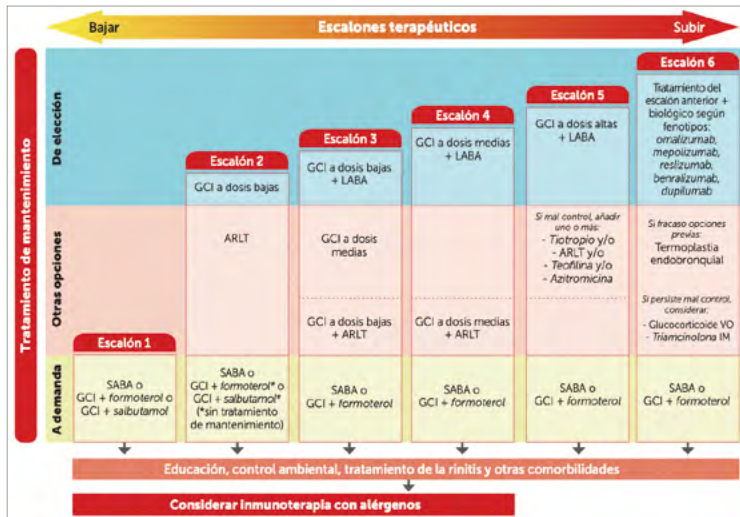 Bajar
Escalones terapéuticos
Subir
Tratamiento de mantenimiento
De elección
Otras opciones
A demanda
Escalón 1
SABA o
GCI + formoterol o
GCI + salbutamol
Escalón 2
GCI a dosis bajas
ARLT
SABA o
GCI + formoterol* o
GCI + salbutamol*
(*sin tratamiento
de mantenimiento)
Escalón 3
GCI a dosis bajas
+ LABA
GCI a dosis
medias
GCI a dosis bajas
+ ARLT
SABA o
GCI + formoterol
Escalón 4
GCI a dosis medias
+ LABA
GCI a dosis medias
+ ARLT
SABA o
GCI + formoterol
Escalón 5
GCI a dosis altas
+ LABA
Si mal control, añadir
uno o más:
- Tiotropio y/o
- ARLT y/o
- Teofilina y/o
- Azitromicina
SABA o
GCI + formoterol
Escalón 6
Tratamiento del
escalón anterior +
biológico según
fenotipos:
omalizumab,
mepolizumab,
reslizumab,
benralizumab,
dupilumab
Si fracaso opciones
previas:
Termoplastia
endobronquial
Si persiste mal control,
considerar:
- Glucocorticoide VO
- Triamcinolona IM
SABA o
GCI + formoterol
Educación, control ambiental, tratamiento de la rinitis y otras comorbilidades
Considerar inmunoterapia con alérgenos